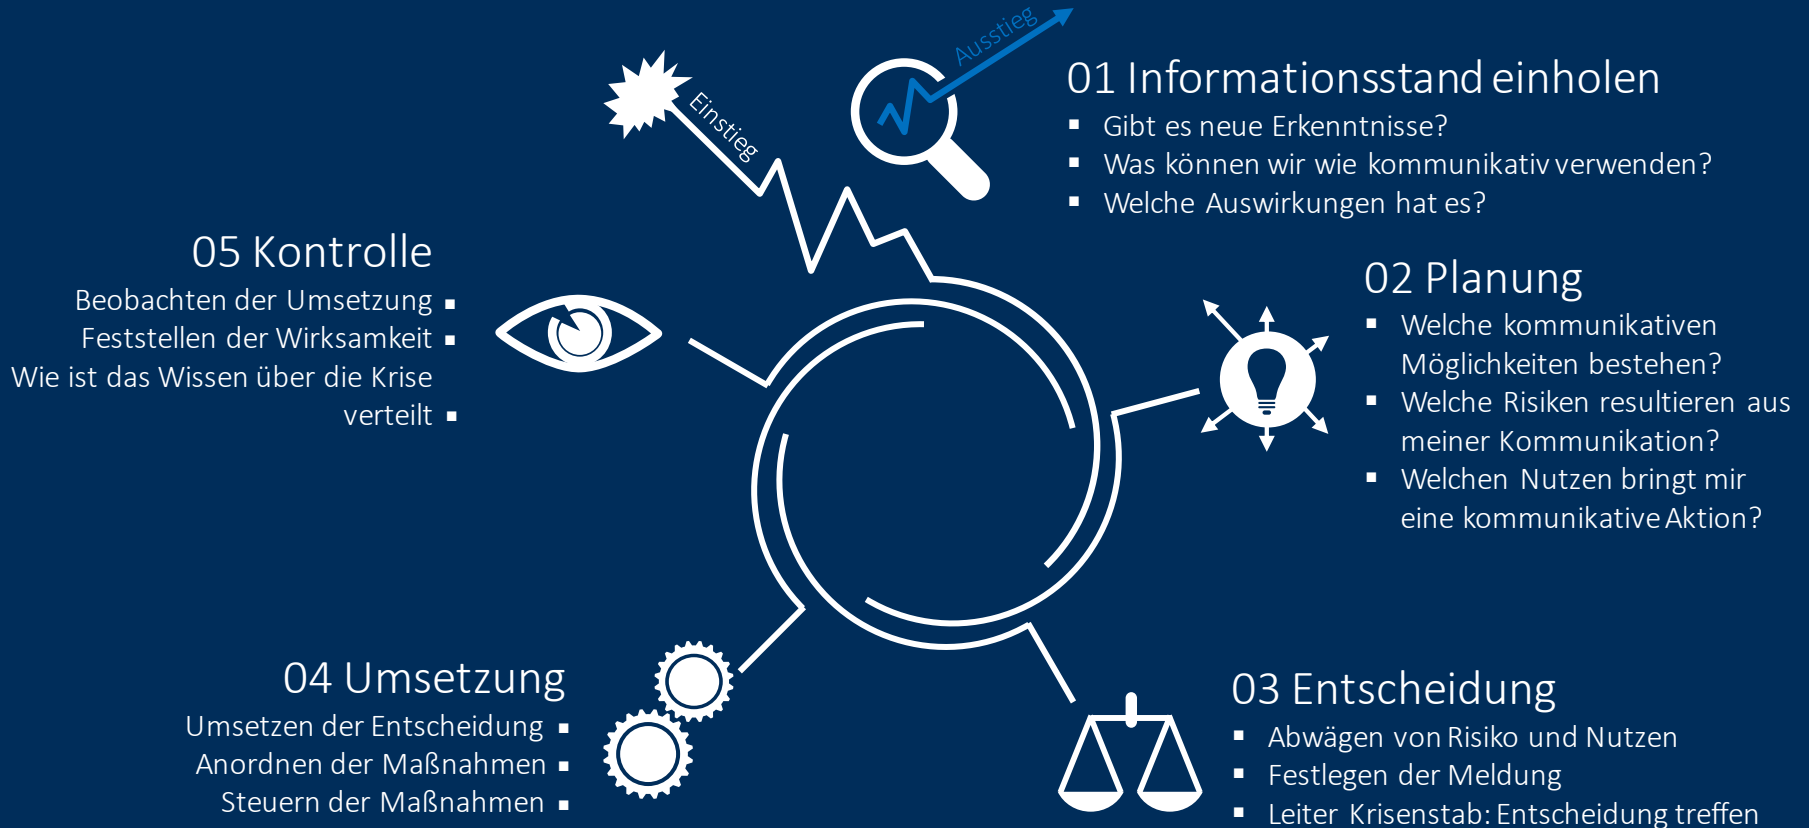 Einstieg
Ausstieg
01 Informationsstand einholen
▪ Gibt es neue Erkenntnisse?
▪ Was können wir wie kommunikativ verwenden?
▪ Welche Auswirkungen hat es?
02 Planung
▪ Welche kommunikativen
Möglichkeiten bestehen?
▪ Welche Risiken resultieren aus
meiner Kommunikation?
▪ Welchen Nutzen bringt mir
eine kommunikative Aktion?
03 Entscheidung
▪ Abwägen von Risiko und Nutzen
▪ Festlegen der Meldung
▪ Leiter Krisenstab: Entscheidung treffen
04 Umsetzung
Umsetzen der Entscheidung ▪
Anordnen der Maßnahmen ▪
Steuern der Maßnahmen ▪
05 Kontrolle
Beobachten der Umsetzung ▪
Feststellen der Wirksamkeit ▪
Wie ist das Wissen über die Krise
verteilt ▪